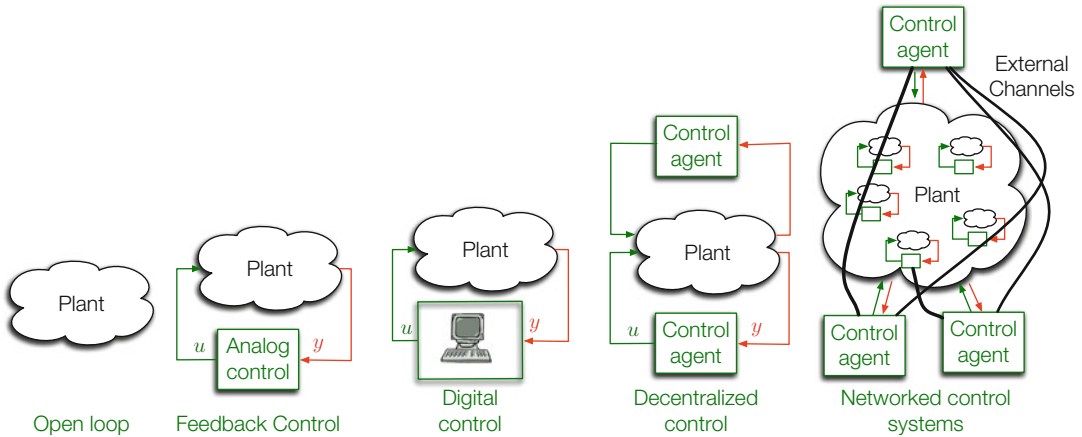 Plant
Open loop
Plant
u
y
Analog
control
Feedback Control
Plant
u
y
Digital
control
Control
agent
Plant
u
y
Control
agent
Decentralized
control
Control
agent
External
Channels
Plant
Control
agent
Control
agent
Networked control
systems